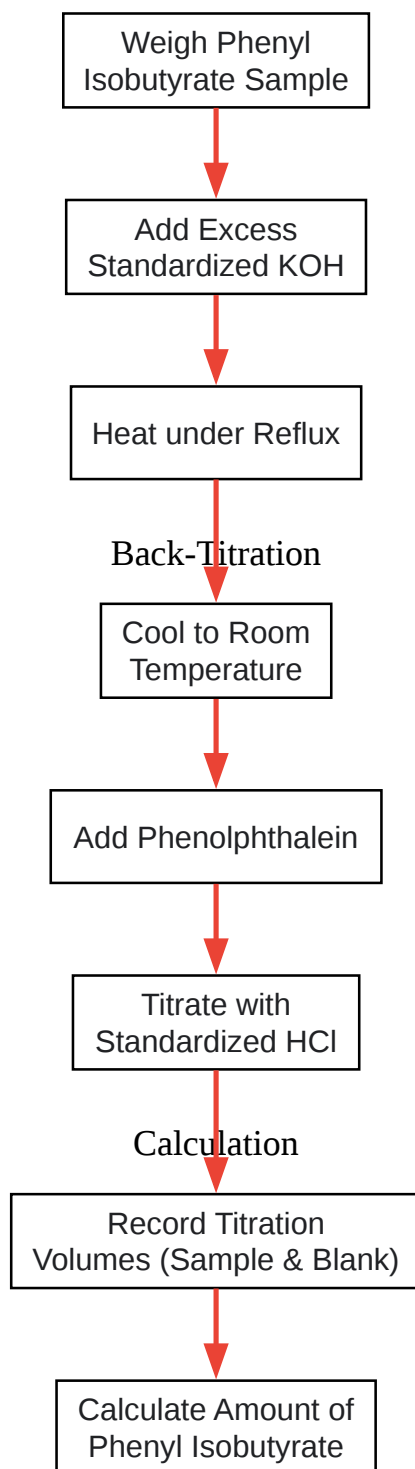 Weigh Phenyl
Isobutyrate Sample
Add Excess
Standardized KOH
Heat under Reflux
Back-Titration
Cool to Room
Temperature
Add Phenolphthalein
Titrate with
Standardized HCl
Calculation
Record Titration
Volumes (Sample & Blank)
Calculate Amount of
Phenyl Isobutyrate